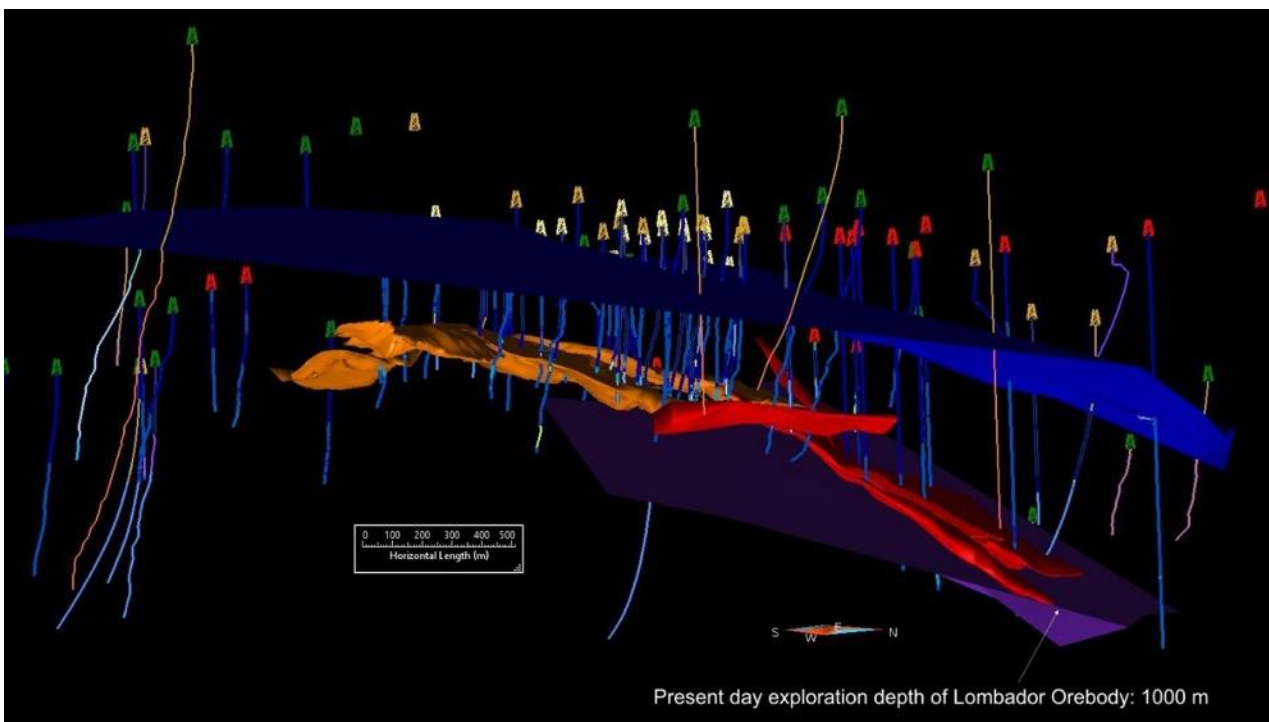 0 100 200 300 400 500
Horizontal Length (m)
S E N
W
Present day exploration depth of Lombador Orebody: 1000 m